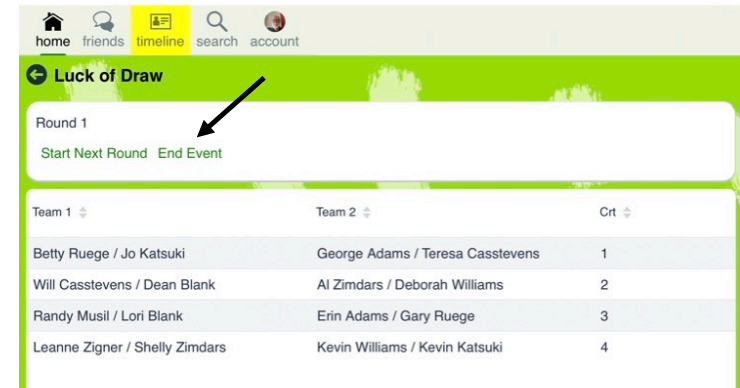 home friends timeline search account
Luck of Draw
Round 1
Start Next Round End Event
Team 1 Team 2 Crt
Betty Ruege / Jo Katsuki George Adams / Teresa Casstevens 1
Will Casstevens / Dean Blank Al Zimdars / Deborah Williams 2
Randy Musil / Lori Blank Erin Adams / Gary Ruege 3
Leanne Zigner / Shelly Zimdars Kevin Williams / Kevin Katsuki 4